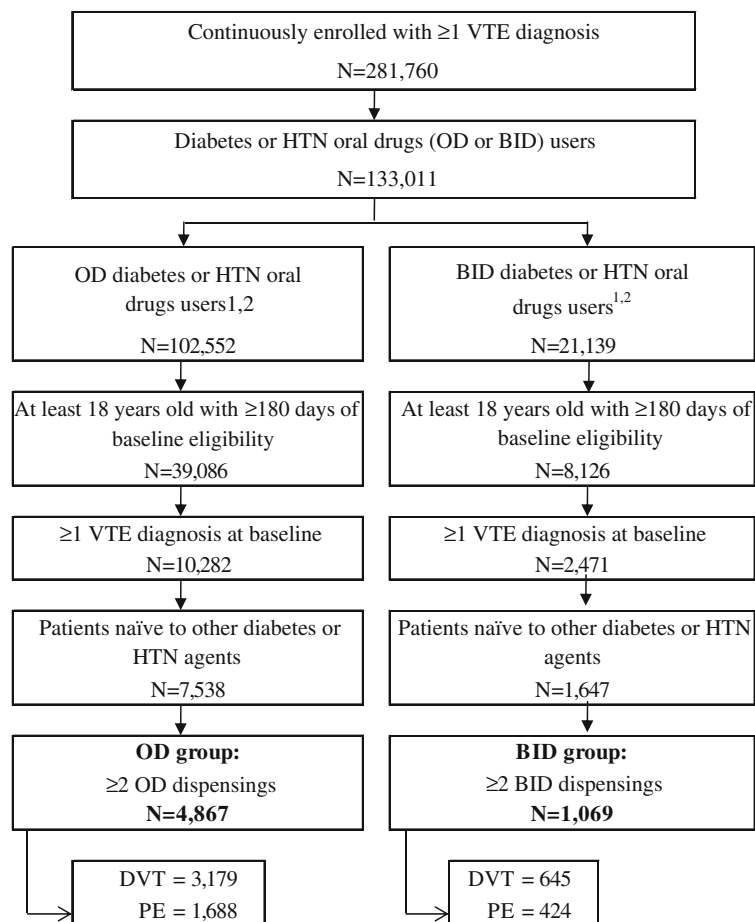 Continuously enrolled with ≥1 VTE diagnosis
N=281,760
Diabetes or HTN oral drugs (OD or BID) users
N=133,011
OD diabetes or HTN oral
drugs users1,2
N=102,552
At least 18 years old with ≥180 days of
baseline eligibility
N=39,086
≥1 VTE diagnosis at baseline
N=10,282
Patients naïve to other diabetes or
HTN agents
N=7,538
OD group:
≥2 OD dispensings
N=4,867
DVT = 3,179
PE = 1,688
BID diabetes or HTN oral
drugs users1,2
N=21,139
At least 18 years old with ≥180 days of
baseline eligibility
N=8,126
≥1 VTE diagnosis at baseline
N=2,471
Patients naïve to other diabetes or HTN
agents
N=1,647
BID group:
≥2 BID dispensings
N=1,069
DVT = 645
PE = 424